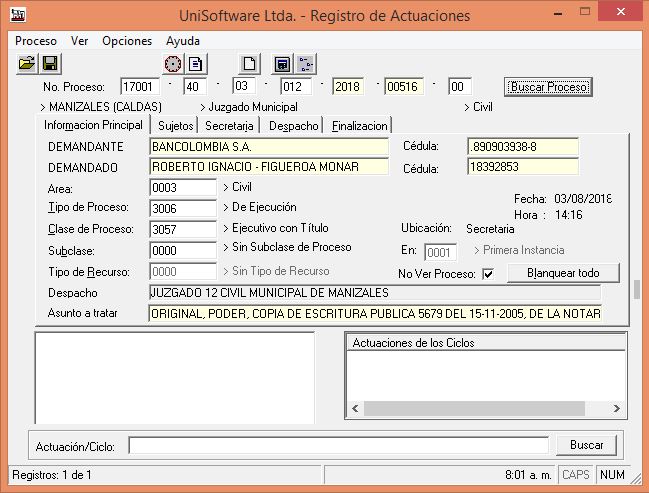 UniSoftware Ltda. - Registro de Actuaciones
Proceso Ver Opciones Ayuda
No. Proceso: 17001 - 40 - 03 - 012 - 2018 - 00516 - 00 Buscar Proceso
> MANIZALES (CALDAS) > Juzgado Municipal > Civil
Informacion Principal Sujetos Secretaria Despacho Finalizacion
DEMANDANTE BANCOLOMBIA S.A. Cédula: .890903938-8
DEMANDADO ROBERTO IGNACIO - FIGUEROA MONAR Cédula: 18392853
Area: 0003 > Civil
Fecha: 03/08/2018
Tipo de Proceso: 3006 > De Ejecución
Hora : 14:16
Clase de Proceso: 3057 > Ejecutivo con Título Ubicación: Secretaria
Subclase: 0000 > Sin Subclase de Proceso En: 0001 > Primera Instancia
Tipo de Recurso: 0000 > Sin Tipo de Recurso No Ver Proceso: Blanquear todo
Despacho JUZGADO 12 CIVIL MUNICIPAL DE MANIZALES
Asunto a tratar ORIGINAL, PODER, COPIA DE ESCRITURA PUBLICA 5679 DEL 15-11-2005, DE LA NOTAR
Actuaciones de los Ciclos
Actuación/Ciclo: Buscar
Registros: 1 de 1 8:01 a. m. CAPS NUM